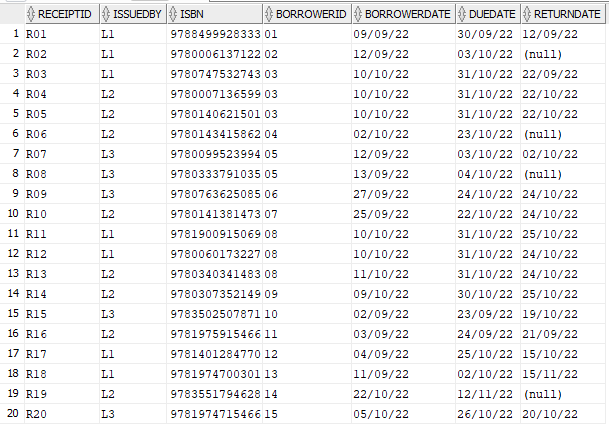 RECEIPTID ISSUEDBY ISBN BORROWERID BORROWERDATE DUEDATE RETURNDATE
1 R01 L1 9788499928333 01 09/09/22 30/09/22 12/09/22
2 R02 L1 9780006137122 02 12/09/22 03/10/22 (null)
3 R03 L1 9780747532743 03 10/10/22 31/10/22 22/09/22
4 R04 L2 9780007136599 03 10/10/22 31/10/22 22/10/22
5 R05 L2 9780140621501 03 10/10/22 31/10/22 22/10/22
6 R06 L2 9780143415862 04 02/10/22 23/10/22 (null)
7 R07 L3 9780099523994 05 12/09/22 03/10/22 02/10/22
8 R08 L3 9780333791035 05 13/09/22 04/10/22 (null)
9 R09 L3 9780763625085 06 27/09/22 24/10/22 24/10/22
10 R10 L2 9780141381473 07 25/09/22 22/10/22 24/10/22
11 R11 L1 9781900915069 08 10/10/22 31/10/22 25/10/22
12 R12 L1 9780060173227 08 10/10/22 31/10/22 24/10/22
13 R13 L2 9780340341483 08 11/10/22 31/10/22 24/10/22
14 R14 L2 9780307352149 09 09/10/22 30/10/22 25/10/22
15 R15 L3 9783502507871 10 02/09/22 23/09/22 19/10/22
16 R16 L2 9781975915466 11 03/09/22 24/09/22 21/09/22
17 R17 L1 9781401284770 12 04/09/22 25/10/22 15/10/22
18 R18 L1 9781974700301 13 11/09/22 02/10/22 15/11/22
19 R19 L2 9783551794628 14 22/10/22 12/11/22 (null)
20 R20 L3 9781974715466 15 05/10/22 26/10/22 20/10/22